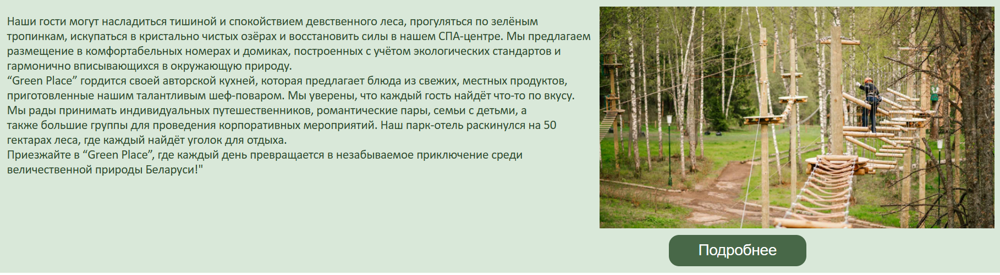 Наши гости могут насладиться тишиной и спокойствием девственного леса, прогуляться по зелёным
тропинкам, искупаться в кристально чистых озёрах и восстановить силы в нашем СПА-центре. Мы предлагаем
размещение в комфортабельных номерах и домиках, построенных с учётом экологических стандартов и
гармонично вписывающихся в окружающую природу.
“Green Place” гордится своей авторской кухней, которая предлагает блюда из свежих, местных продуктов,
приготовленные нашим талантливым шеф-поваром. Мы уверены, что каждый гость найдёт что-то по вкусу.
Мы рады принимать индивидуальных путешественников, романтические пары, семьи с детьми, а
также большие группы для проведения корпоративных мероприятий. Наш парк-отель раскинулся на 50
гектарах леса, где каждый найдёт уголок для отдыха.
Приезжайте в “Green Place”, где каждый день превращается в незабываемое приключение среди
величественной природы Беларуси!"
Подробнее